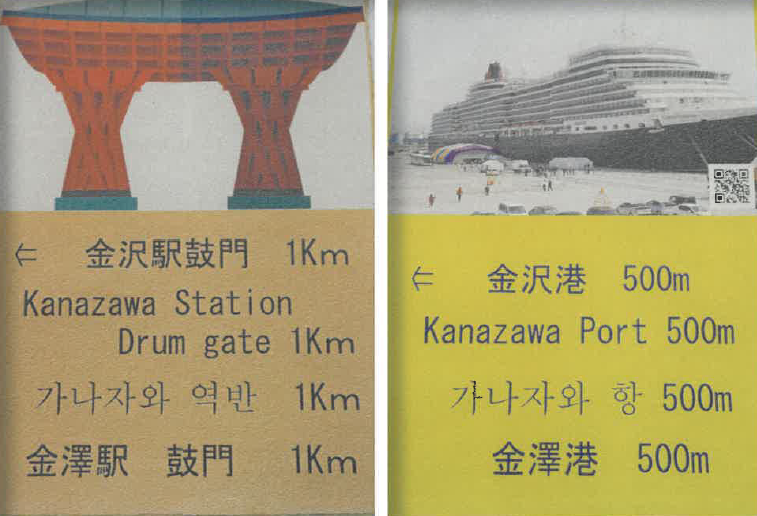 ⇐ 金沢駅鼓門 1Km
Kanazawa Station
Drum gate 1Km
가나자와 역반 1Km
金澤駅 鼓門 1Km
⇐ 金沢港 500m
Kanazawa Port 500m
가나자와 항 500m
金澤港 500m